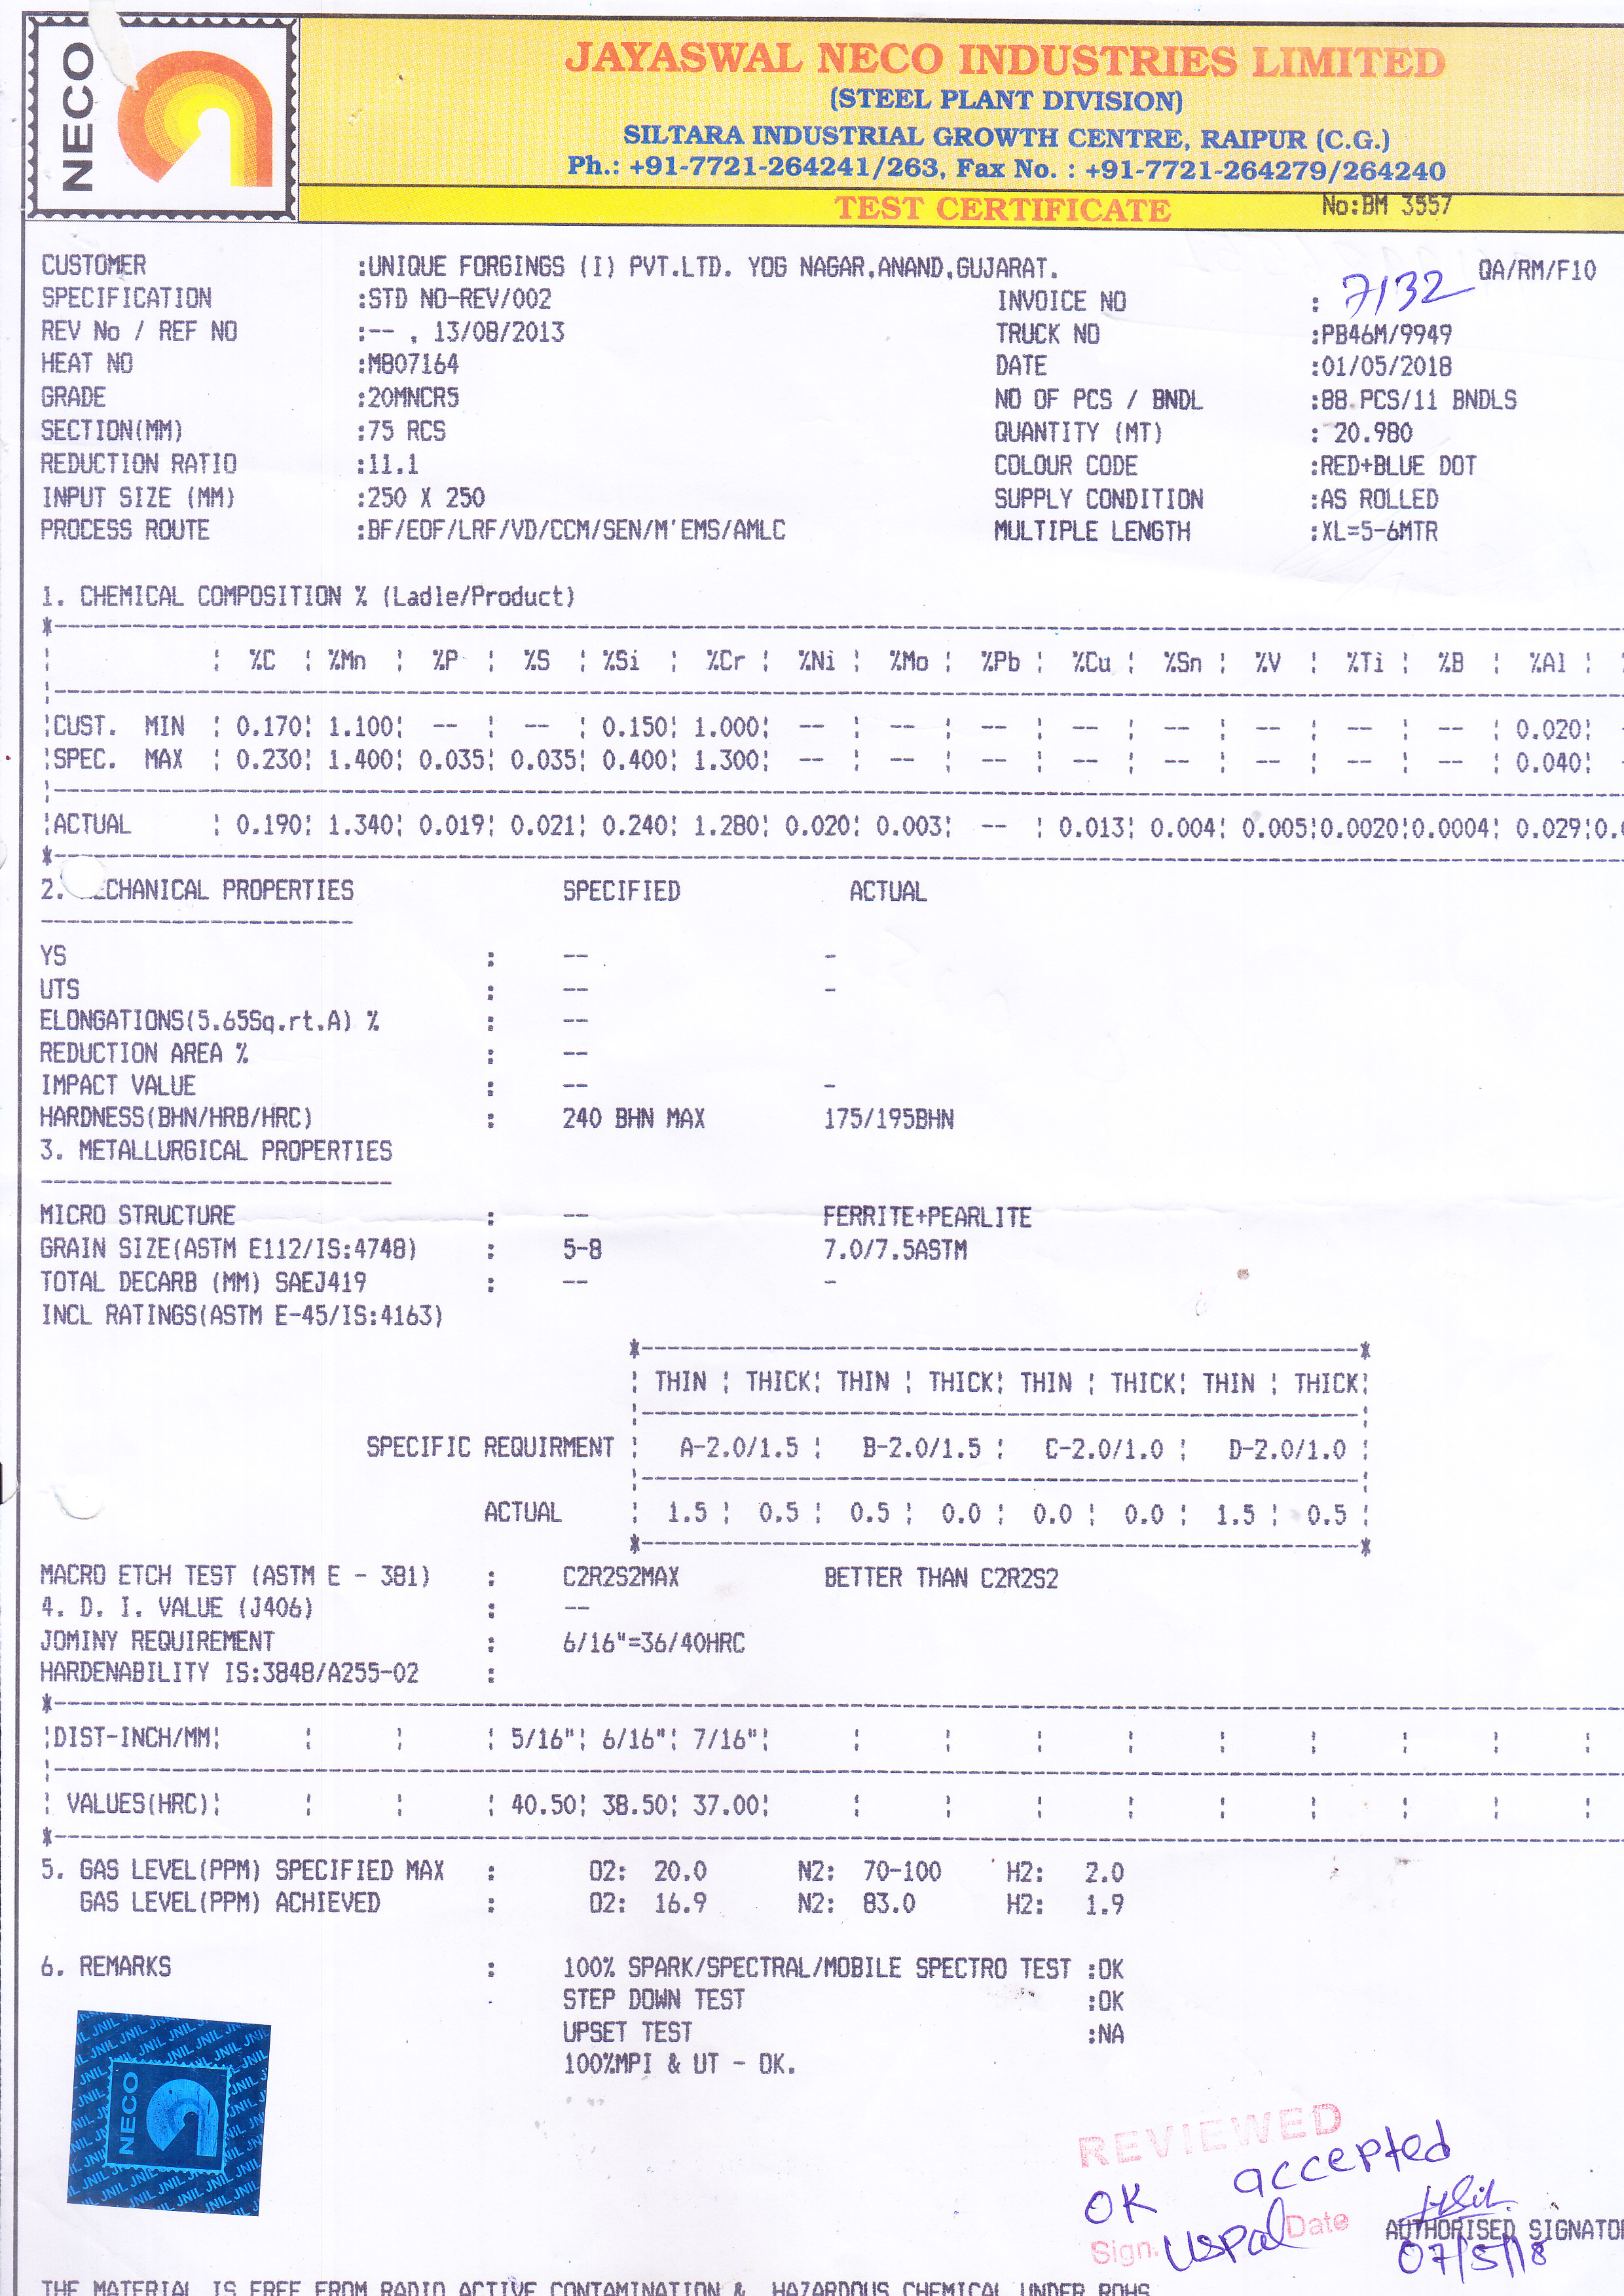 NECO
JAYASWAL NECO INDUSTRIES LIMITED
(STEEL PLANT DIVISION)
SILTARA INDUSTRIAL GROWTH CENTRE, RAIPUR (C.G.)
Ph.: +91-7721-264241/263, Fax No. : +91-7721-264279/264240
TEST CERTIFICATE No:BM 3557
QA/RM/F10
CUSTOMER :UNIQUE FORGINGS (I) PVT.LTD. YOG NAGAR,ANAND,GUJARAT.
SPECIFICATION :STD NO-REV/002 INVOICE NO : 7132
REV No / REF NO :-- , 13/08/2013 TRUCK NO :PB46M/9949
HEAT NO :MB07164 DATE :01/05/2018
GRADE :20MNCR5 NO OF PCS / BNDL :88 PCS/11 BNDLS
SECTION(MM) :75 RCS QUANTITY (MT) : 20.980
REDUCTION RATIO :11.1 COLOUR CODE :RED+BLUE DOT
INPUT SIZE (MM) :250 X 250 SUPPLY CONDITION :AS ROLLED
PROCESS ROUTE :BF/EOF/LRF/VD/CCM/SEN/M'EMS/AMLC MULTIPLE LENGTH :XL=5-6MTR
1. CHEMICAL COMPOSITION % (Ladle/Product)
%C %Mn %P %S %Si %Cr %Ni %Mo %Pb %Cu %Sn %V %Ti %B %Al
CUST. MIN 0.170 1.100 -- -- 0.150 1.000 -- -- -- -- -- -- -- -- 0.020
SPEC. MAX 0.230 1.400 0.035 0.035 0.400 1.300 -- -- -- -- -- -- -- -- 0.040
ACTUAL 0.190 1.340 0.019 0.021 0.240 1.280 0.020 0.003 -- 0.013 0.004 0.005 0.0020 0.0004 0.029
2. MECHANICAL PROPERTIES SPECIFIED ACTUAL
YS : -- -
UTS : -- -
ELONGATIONS(5.65Sq.rt.A) % : --
REDUCTION AREA % : --
IMPACT VALUE : -- -
HARDNESS(BHN/HRB/HRC) : 240 BHN MAX 175/195BHN
3. METALLURGICAL PROPERTIES
MICRO STRUCTURE : -- FERRITE+PEARLITE
GRAIN SIZE(ASTM E112/IS:4748) : 5-8 7.0/7.5ASTM
TOTAL DECARB (MM) SAEJ419 : -- -
INCL RATINGS(ASTM E-45/IS:4163)
THIN THICK THIN THICK THIN THICK THIN THICK
SPECIFIC REQUIRMENT A-2.0/1.5 B-2.0/1.5 C-2.0/1.0 D-2.0/1.0
ACTUAL 1.5 0.5 0.5 0.0 0.0 0.0 1.5 0.5
MACRO ETCH TEST (ASTM E - 381) : C2R2S2MAX BETTER THAN C2R2S2
4. D. I. VALUE (J406) : --
JOMINY REQUIREMENT : 6/16"=36/40HRC
HARDENABILITY IS:3848/A255-02 :
DIST-INCH/MM 5/16" 6/16" 7/16"
VALUES(HRC) 40.50 38.50 37.00
5. GAS LEVEL(PPM) SPECIFIED MAX : O2: 20.0 N2: 70-100 H2: 2.0
GAS LEVEL(PPM) ACHIEVED : O2: 16.9 N2: 83.0 H2: 1.9
6. REMARKS : 100% SPARK/SPECTRAL/MOBILE SPECTRO TEST :OK
STEP DOWN TEST :OK
UPSET TEST :NA
100%MPI & UT - OK.
JNIL
NECO
REVIEWED
OK accepted
Sign. Date
AUTHORISED
07/5/18
THE MATERIAL IS FREE FROM RADIO ACTIVE CONTAMINATION & HAZARDOUS CHEMICAL UNDER ROHS